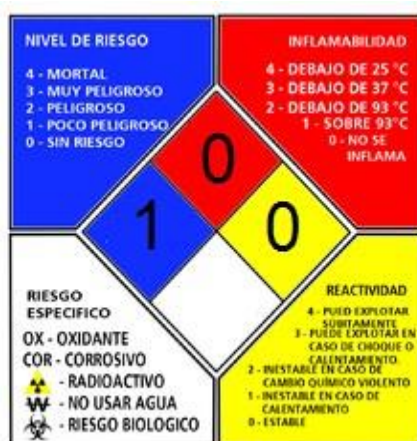 NIVEL DE RIESGO
4 - MORTAL
3 - MUY PELIGROSO
2 - PELIGROSO
1 - POCO PELIGROSO
0 - SIN RIESGO
INFLAMABILIDAD
4 - DEBAJO DE 25 °C
3 - DEBAJO DE 37 °C
2 - DEBAJO DE 93 °C
1 - SOBRE 93°C
0 - NO SE
INFLAMA
0
1
0
RIESGO
ESPECIFICO
OX - OXIDANTE
COR - CORROSIVO
- RADIOACTIVO
W - NO USAR AGUA
- RIESGO BIOLOGICO
REACTIVIDAD
4 - PUED EXPLOTAR
SÚBITAMENTE
3 - PUEDE EXPLOTAR EN
CASO DE CHOQUE O
CALENTAMIENTO.
2 - INESTABLE EN CASO DE
CAMBIO QUÍMICO VIOLENTO
1 - INESTABLE EN CASO DE
CALENTAMIENTO
0 - ESTABLE